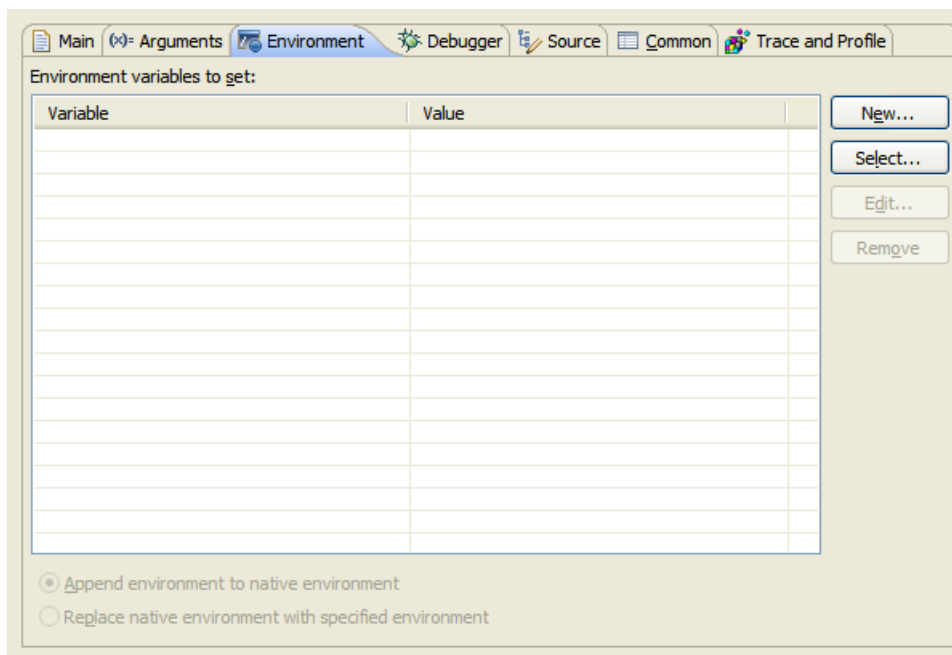 Main (x)= Arguments Environment Debugger Source Common Trace and Profile
Environment variables to set:
Variable Value
New...
Select...
Edit...
Remove
Append environment to native environment
Replace native environment with specified environment